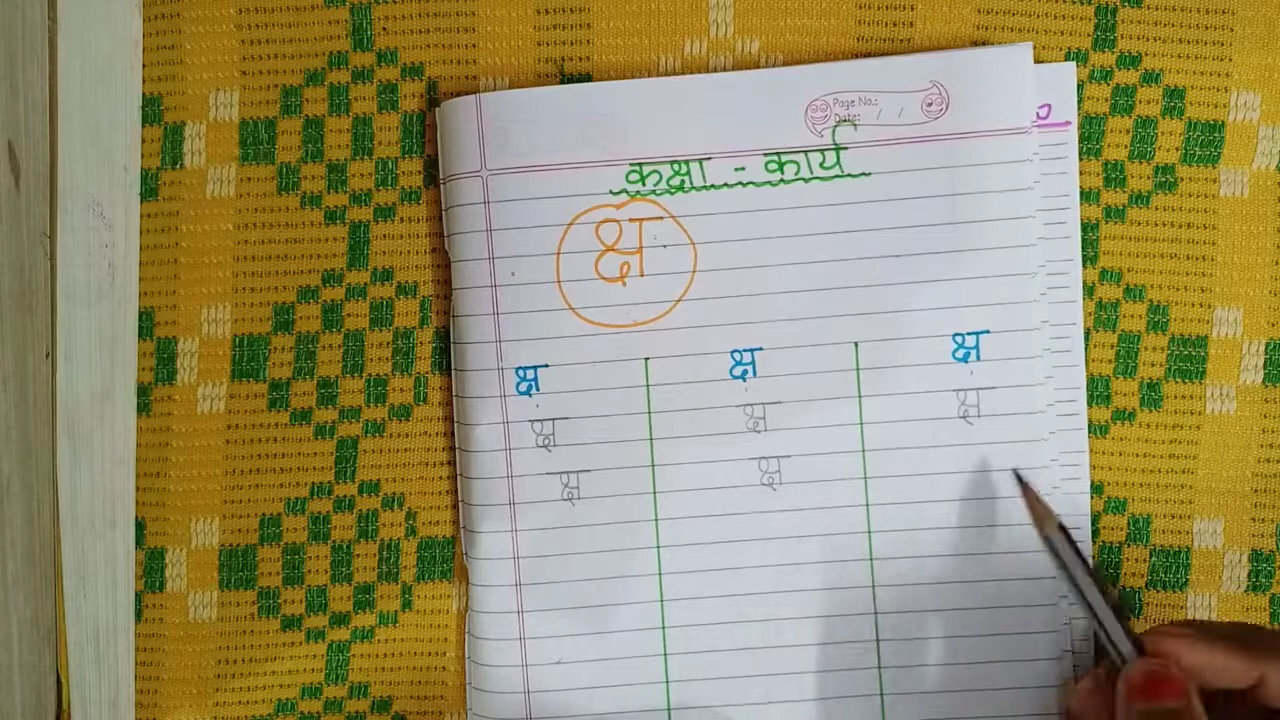 Page No.:
Date: / /
कक्षा - कार्य
क्ष
क्ष क्ष क्ष
क्ष क्ष क्ष
क्ष क्ष